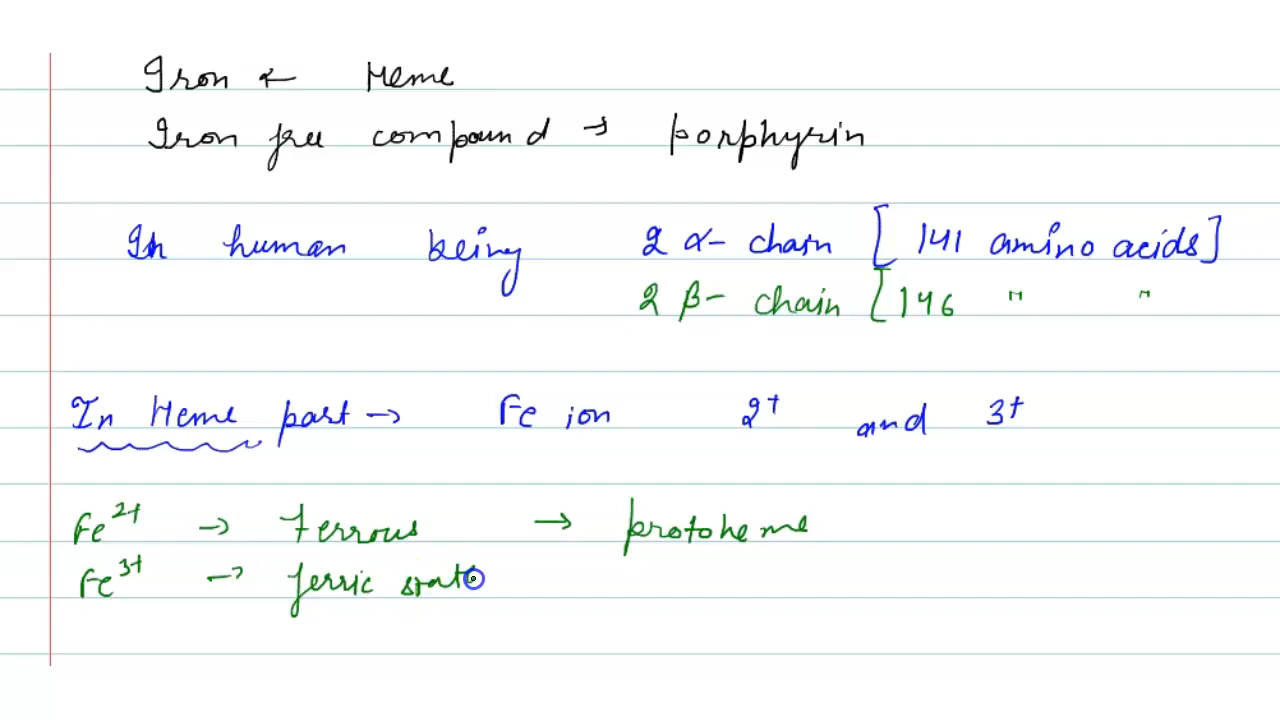 Iron ← Heme
Iron free compound → porphyrin
In human being 2 α- chain [141 amino acids]
2 β- chain [146 " "
In Heme part → Fe ion 2+ and 3+
Fe2+ → Ferrous → protoheme
Fe3+ → ferric state